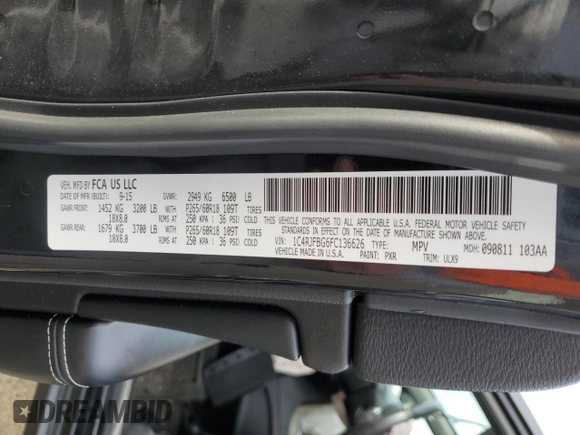 VEH. MFD BY FCA US LLC
DATE OF MFR (BUILT): 9-15 GVWR: 2949 KG 6500 LB
GAWR FRONT: 1452 KG 3200 LB P265/60R18 109T TIRES
18X8.0 RIMS AT 250 KPA ( 36 PSI) COLD
GAWR REAR: 1679 KG 3700 LB P265/60R18 109T TIRES
18X8.0 RIMS AT 250 KPA ( 36 PSI) COLD
THIS VEHICLE CONFORMS TO ALL APPLICABLE U.S.A. FEDERAL MOTOR VEHICLE SAFETY
STANDARDS IN EFFECT ON THE DATE OF MANUFACTURE SHOWN ABOVE.
VIN: 1C4RJFBG6FC136626 TYPE: MPV MDH: 090811 103AA
VEHICLE MADE IN U.S.A. PAINT: PXR TRIM: ULX9
DREAMBID